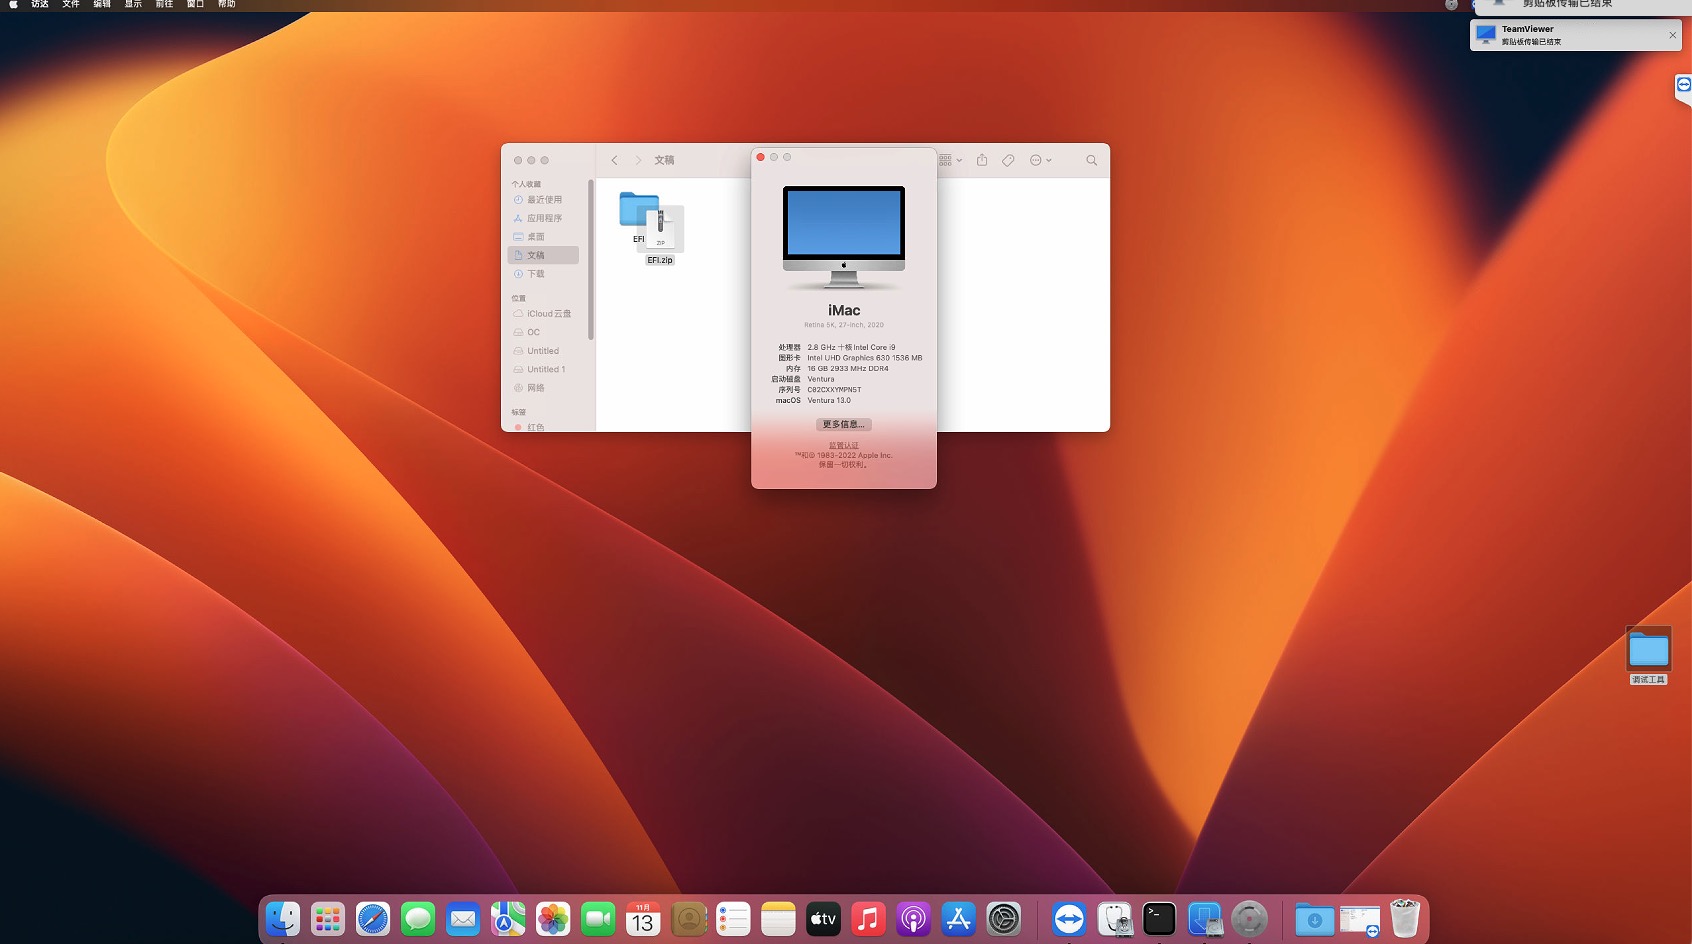 访达 文件 编辑 显示 前往 窗口 帮助
剪贴板传输已结束
TeamViewer
剪贴板传输已结束
文稿
个人收藏
最近使用
应用程序
桌面
文稿
下载
位置
iCloud云盘
OC
Untitled
Untitled 1
网络
标签
红色
EFI
ZIP
EFI.zip
iMac
Retina 5K, 27-inch, 2020
处理器 2.8 GHz 十核Intel Core i9
图形卡 Intel UHD Graphics 630 1536 MB
内存 16 GB 2933 MHz DDR4
启动磁盘 Ventura
序列号 C02CXXYMPN5T
macOS Ventura 13.0
更多信息...
监管认证
™和© 1983-2022 Apple Inc.
保留一切权利。
调试工具
11月
13
tv
>_